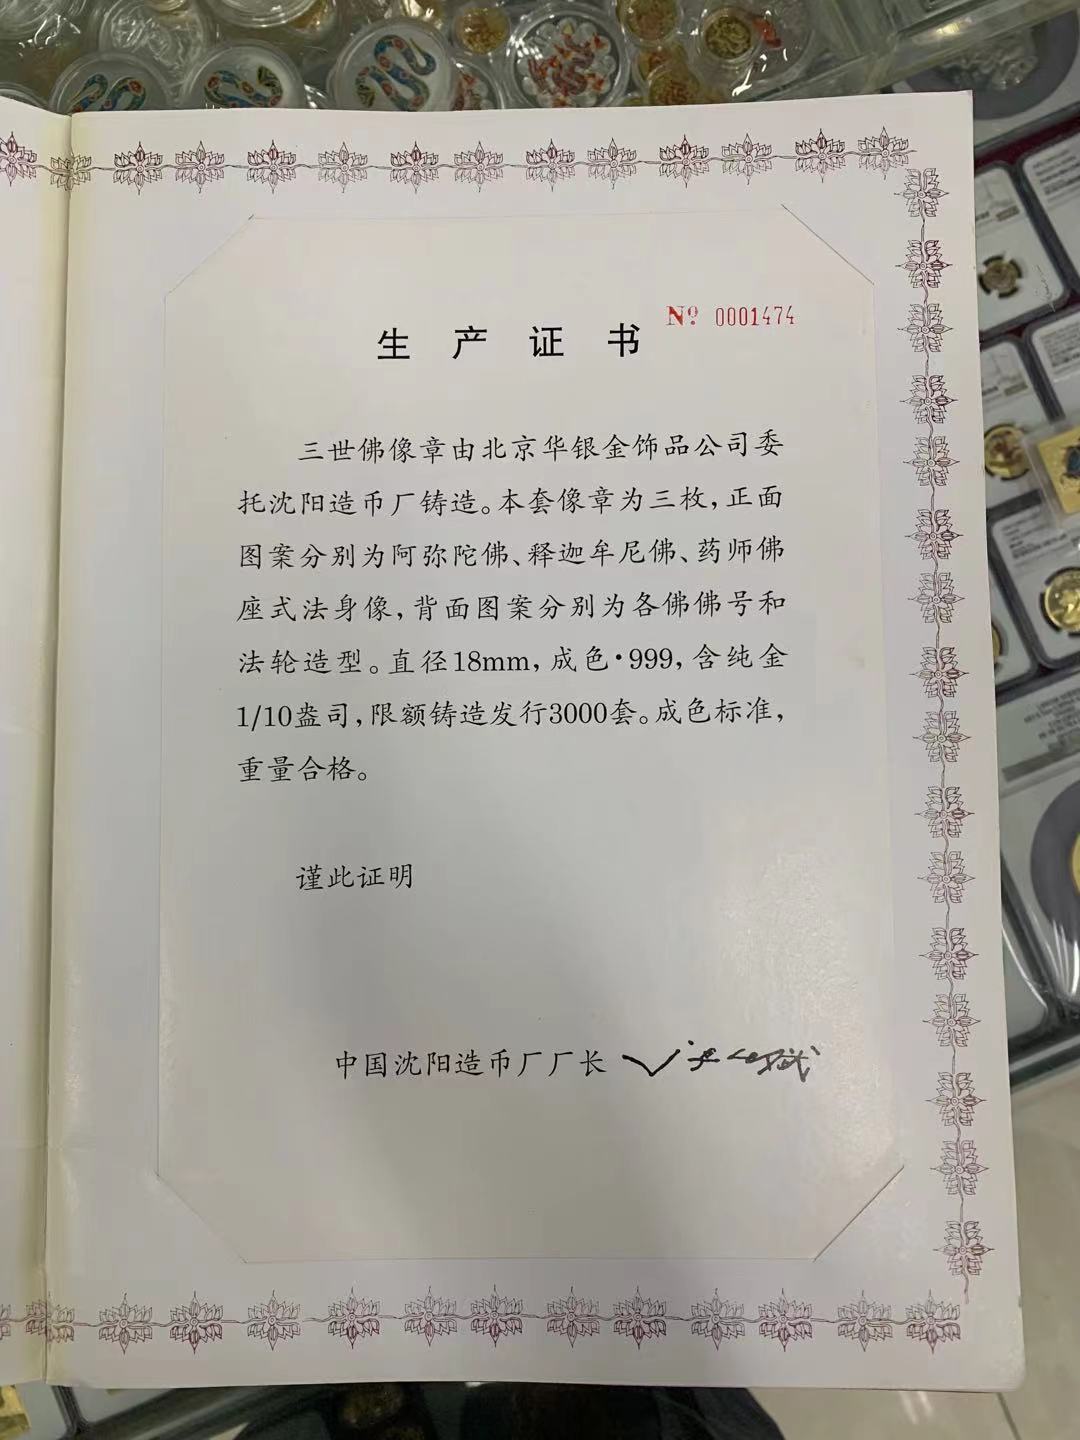 № 0001474
生产证书
三世佛像章由北京华银金饰品公司委
托沈阳造币厂铸造。本套像章为三枚，正面
图案分别为阿弥陀佛、释迦牟尼佛、药师佛
座式法身像，背面图案分别为各佛佛号和
法轮造型。直径18mm，成色·999，含纯金
1/10盎司，限额铸造发行3000套。成色标准，
重量合格。
谨此证明
中国沈阳造币厂厂长